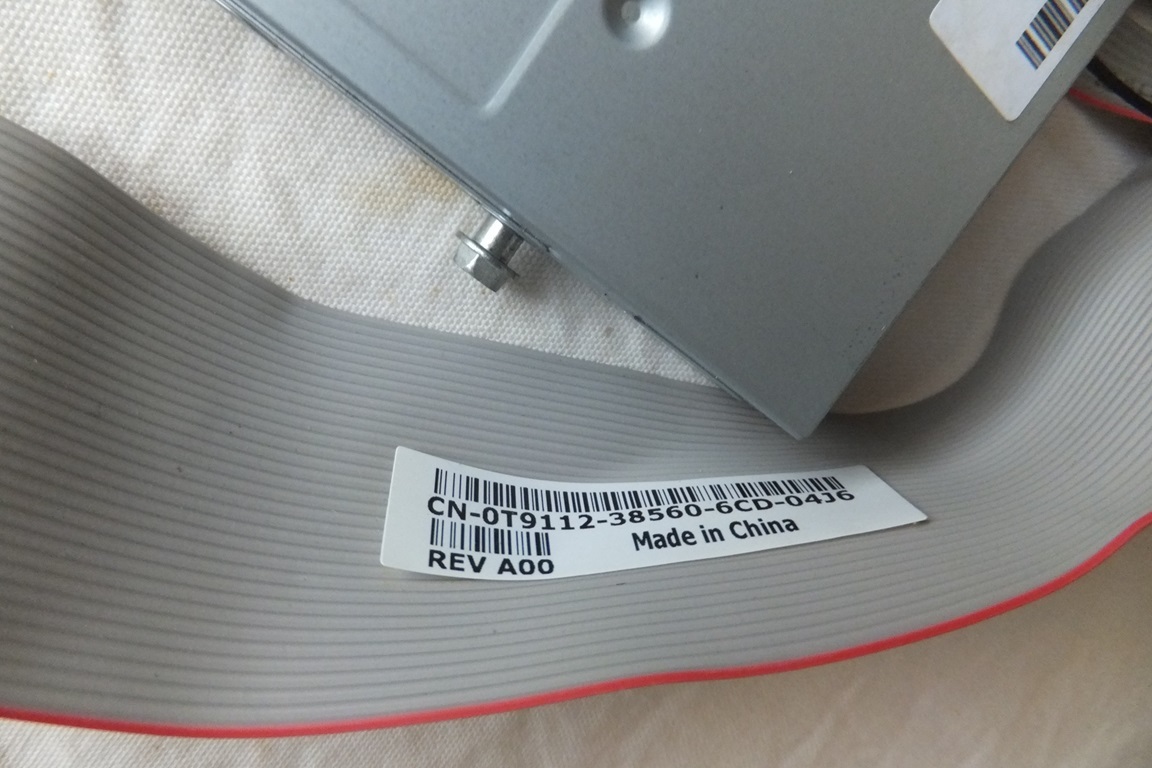 CN-0T9112-38560-6CD-04J6
Made in China
REV A00